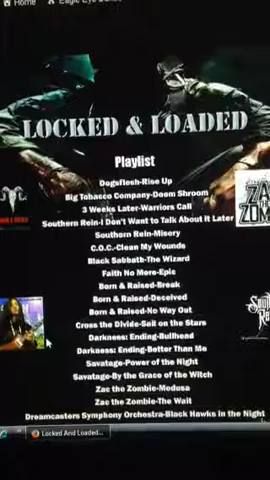 Home
LOCKED & LOADED
Playlist
Dogsflesh-Rise Up
Big Tobacco Company-Doom Shroom
3 Weeks Later-Warriors Call
Southern Rein-I Don't Want to Talk About It Later
Southern Rein-Misery
C.O.C.-Clean My Wounds
Black Sabbath-The Wizard
Faith No More-Epic
Born & Raised-Break
Born & Raised-Deceived
Born & Raised-No Way Out
Cross the Divide-Sail on the Stars
Darkness: Ending-Bullhead
Darkness: Ending-Better Than Me
Savatage-Power of the Night
Savatage-By the Grace of the Witch
Zac the Zombie-Medusa
Zac the Zombie-The Wait
Dreamcasters Symphony Orchestra-Black Hawks in the Night
Locked And Loaded...